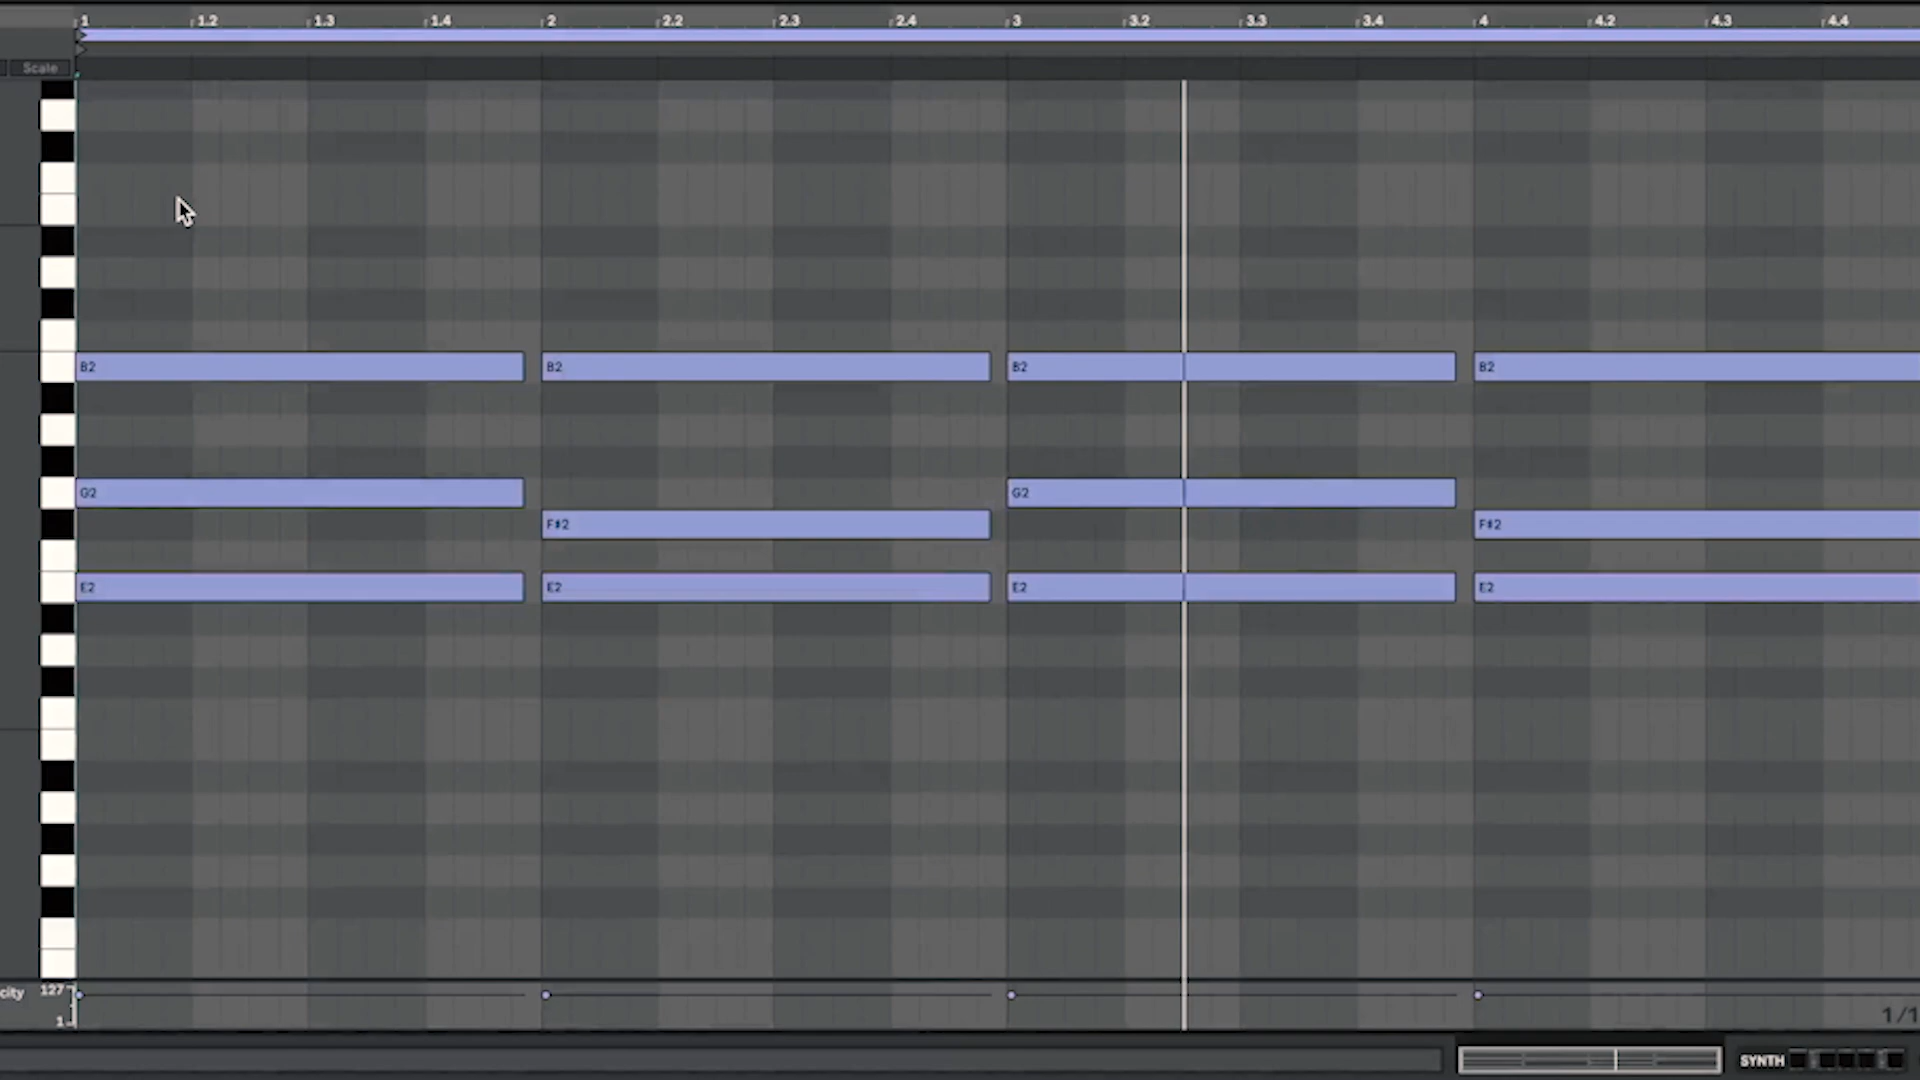 1 1.2 1.3 1.4 2 2.2 2.3 2.4 3 3.2 3.3 3.4 4 4.2 4.3 4.4
Scale
B2 B2 B2 B2
G2 G2
F#2 F#2
E2 E2 E2 E2
city 127
1
1/1
SYNTH